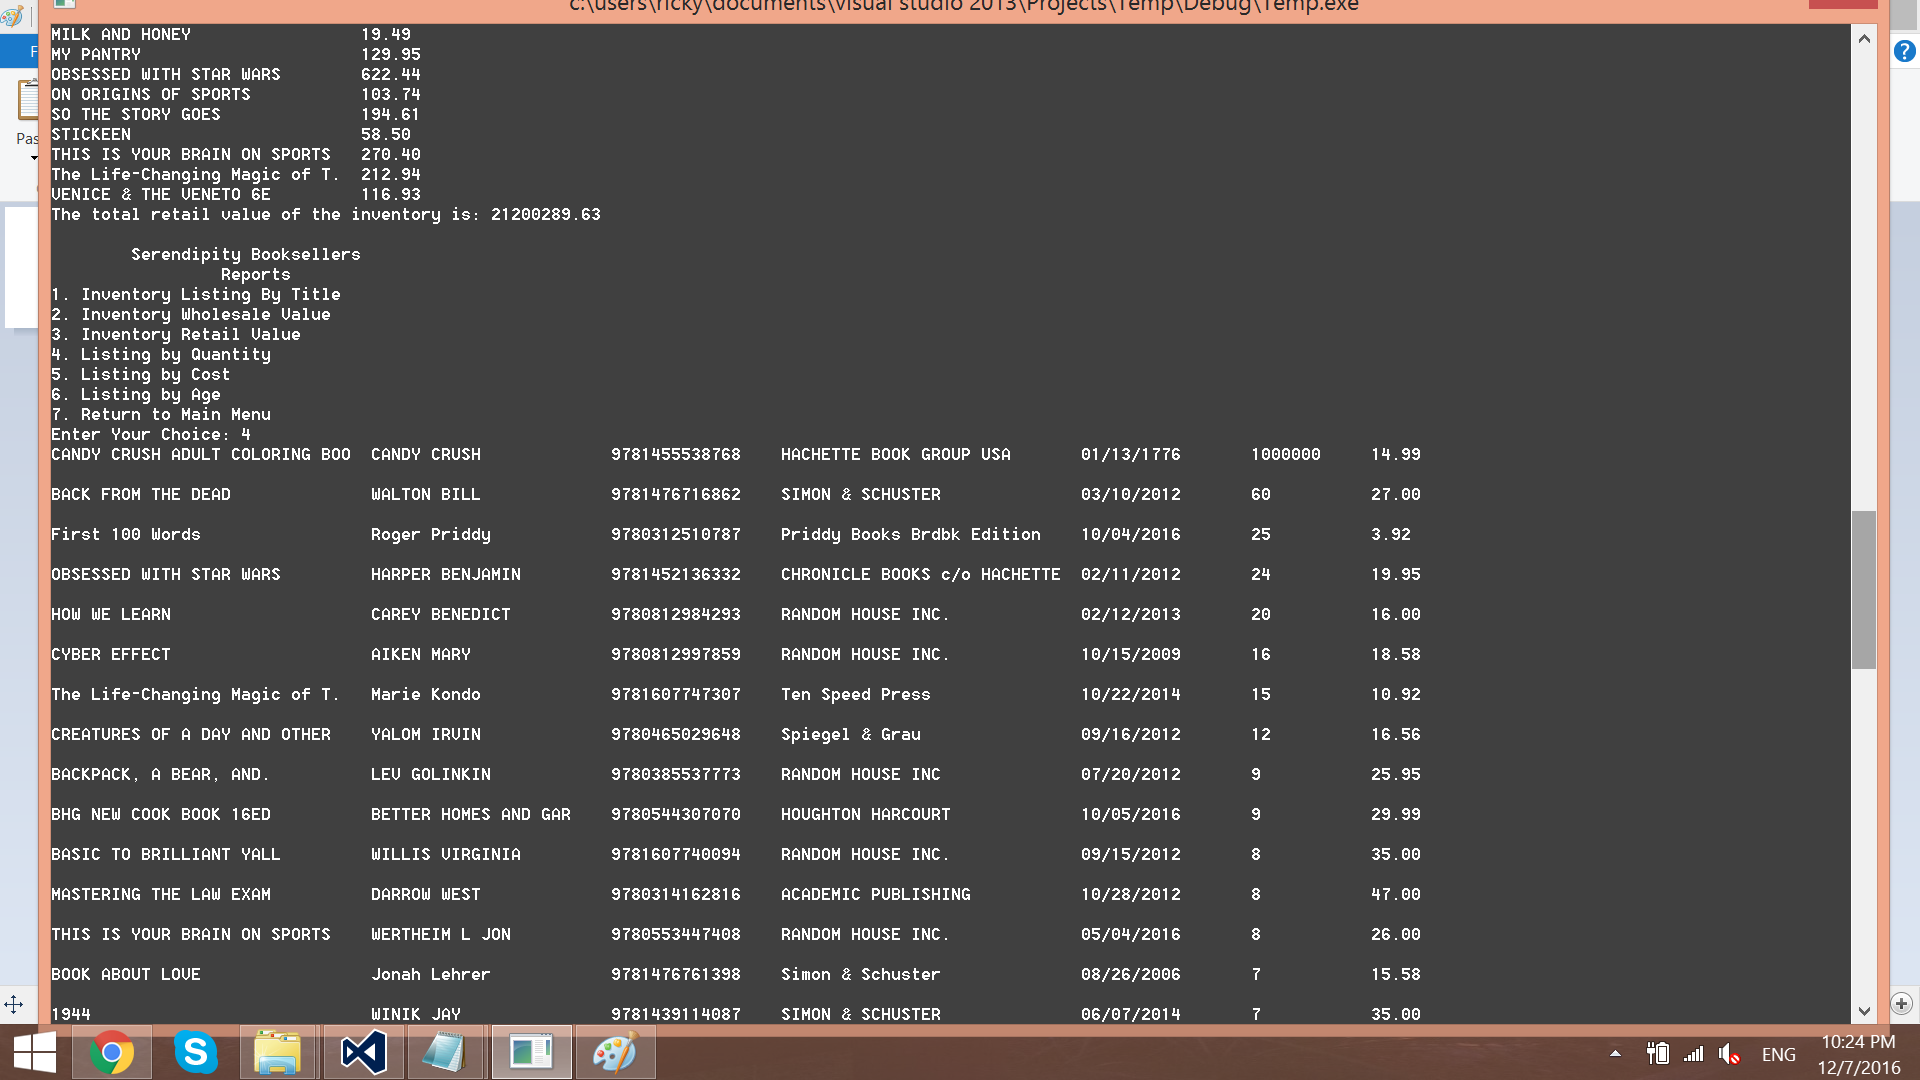 c:\users\ricky\documents\visual studio 2013\Projects\Temp\Debug\Temp.exe
MILK AND HONEY 19.49
MY PANTRY 129.95
OBSESSED WITH STAR WARS 622.44
ON ORIGINS OF SPORTS 103.74
SO THE STORY GOES 194.61
STICKEEN 58.50
THIS IS YOUR BRAIN ON SPORTS 270.40
The Life-Changing Magic of T. 212.94
VENICE & THE VENETO 6E 116.93
The total retail value of the inventory is: 21200289.63
Serendipity Booksellers
Reports
1. Inventory Listing By Title
2. Inventory Wholesale Value
3. Inventory Retail Value
4. Listing by Quantity
5. Listing by Cost
6. Listing by Age
7. Return to Main Menu
Enter Your Choice: 4
CANDY CRUSH ADULT COLORING BOO CANDY CRUSH 9781455538768 HACHETTE BOOK GROUP USA 01/13/1776 1000000 14.99
BACK FROM THE DEAD WALTON BILL 9781476716862 SIMON & SCHUSTER 03/10/2012 60 27.00
First 100 Words Roger Priddy 9780312510787 Priddy Books Brdbk Edition 10/04/2016 25 3.92
OBSESSED WITH STAR WARS HARPER BENJAMIN 9781452136332 CHRONICLE BOOKS c/o HACHETTE 02/11/2012 24 19.95
HOW WE LEARN CAREY BENEDICT 9780812984293 RANDOM HOUSE INC. 02/12/2013 20 16.00
CYBER EFFECT AIKEN MARY 9780812997859 RANDOM HOUSE INC. 10/15/2009 16 18.58
The Life-Changing Magic of T. Marie Kondo 9781607747307 Ten Speed Press 10/22/2014 15 10.92
CREATURES OF A DAY AND OTHER YALOM IRVIN 9780465029648 Spiegel & Grau 09/16/2012 12 16.56
BACKPACK, A BEAR, AND. LEV GOLINKIN 9780385537773 RANDOM HOUSE INC 07/20/2012 9 25.95
BHG NEW COOK BOOK 16ED BETTER HOMES AND GAR 9780544307070 HOUGHTON HARCOURT 10/05/2016 9 29.99
BASIC TO BRILLIANT YALL WILLIS VIRGINIA 9781607740094 RANDOM HOUSE INC. 09/15/2012 8 35.00
MASTERING THE LAW EXAM DARROW WEST 9780314162816 ACADEMIC PUBLISHING 10/28/2012 8 47.00
THIS IS YOUR BRAIN ON SPORTS WERTHEIM L JON 9780553447408 RANDOM HOUSE INC. 05/04/2016 8 26.00
BOOK ABOUT LOVE Jonah Lehrer 9781476761398 Simon & Schuster 08/26/2006 7 15.58
1944 WINIK JAY 9781439114087 SIMON & SCHUSTER 06/07/2014 7 35.00
F
Pas
ENG
10:24 PM
12/7/2016